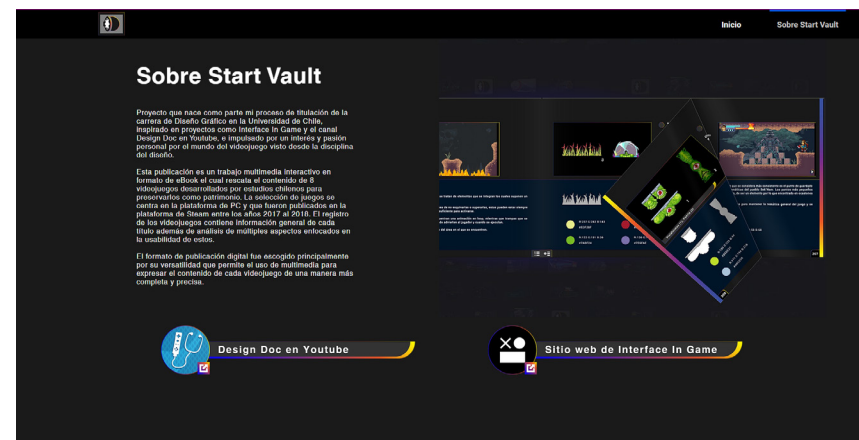 Inicio
Sobre Start Vault
Sobre Start Vault
Proyecto que nace como parte mi proceso de titulación de la
carrera de Diseño Gráfico en la Universidad de Chile,
inspirado en proyectos como Interface In Game y el canal
Design Doc en Youtube, e impulsado por un interés y pasión
personal por el mundo del videojuego visto desde la disciplina
del diseño.
Esta publicación es un trabajo multimedia interactivo en
formato de eBook el cual rescata el contenido de 8
videojuegos desarrollados por estudios chilenos para
preservarlos como patrimonio. La selección de juegos se
centra en la plataforma de PC y que fueron publicados en la
plataforma de Steam entre los años 2017 al 2018. El registro
de los videojuegos contiene información general de cada
título además de análisis de múltiples aspectos enfocados en
la usabilidad de estos.
El formato de publicación digital fue escogido principalmente
por su versatilidad que permite el uso de multimedia para
expresar el contenido de cada videojuego de una manera más
completa y precisa.
Design Doc en Youtube
Sitio web de Interface In Game